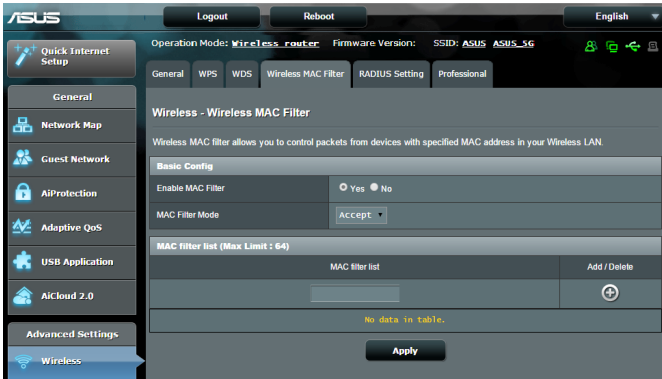 ASUS Logout Reboot English
Quick Internet Setup
Operation Mode: Wireless router Firmware Version: SSID: ASUS ASUS_5G
General WPS WDS Wireless MAC Filter RADIUS Setting Professional
General
Network Map
Guest Network
AiProtection
Adaptive QoS
USB Application
AiCloud 2.0
Advanced Settings
Wireless
Wireless - Wireless MAC Filter
Wireless MAC filter allows you to control packets from devices with specified MAC address in your Wireless LAN.
Basic Config
Enable MAC Filter Yes No
MAC Filter Mode Accept
MAC filter list (Max Limit : 64)
MAC filter list Add / Delete
No data in table.
Apply